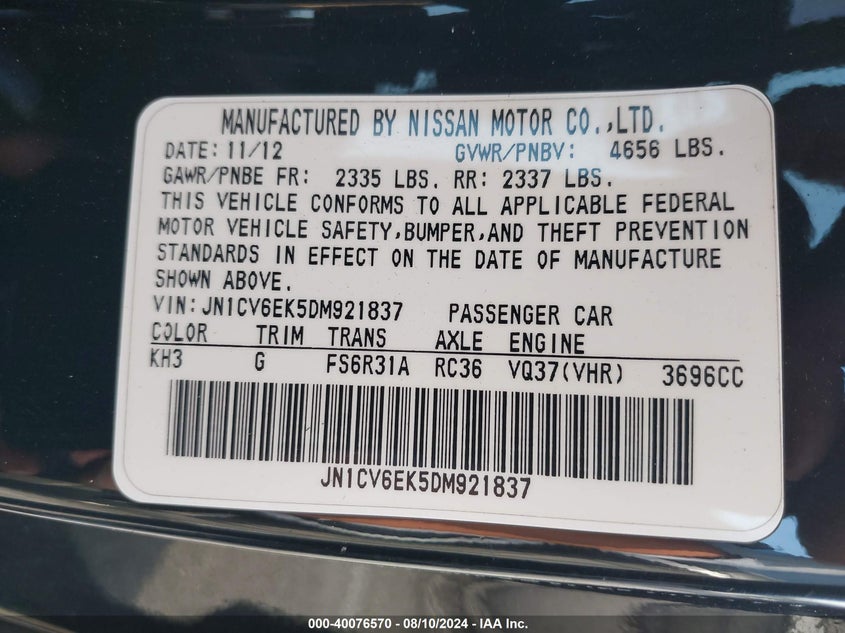 MANUFACTURED BY NISSAN MOTOR CO.,LTD.
DATE: 11/12 GVWR/PNBV: 4656 LBS.
GAWR/PNBE FR: 2335 LBS. RR: 2337 LBS.
THIS VEHICLE CONFORMS TO ALL APPLICABLE FEDERAL
MOTOR VEHICLE SAFETY,BUMPER,AND THEFT PREVENTION
STANDARDS IN EFFECT ON THE DATE OF MANUFACTURE
SHOWN ABOVE.
VIN: JN1CV6EK5DM921837 PASSENGER CAR
COLOR TRIM TRANS AXLE ENGINE
KH3 G FS6R31A RC36 VQ37(VHR) 3696CC
JN1CV6EK5DM921837
000-40076570 - 08/10/2024 - IAA Inc.